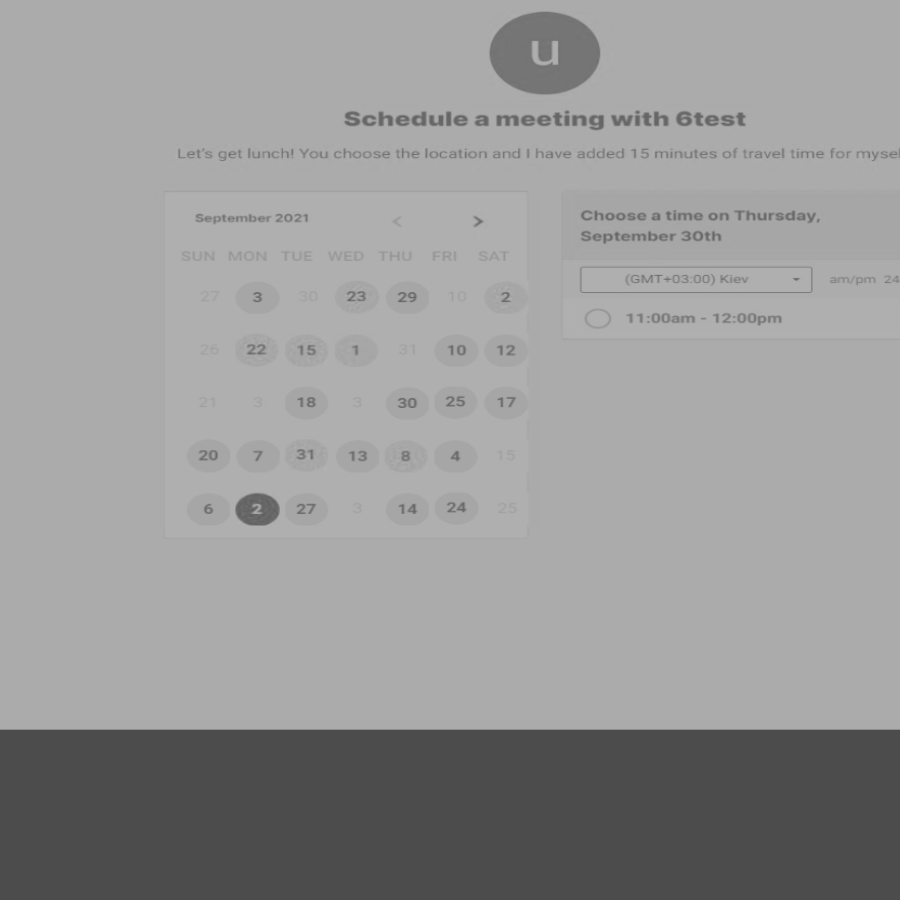 u
Schedule a meeting with 6test
Let's get lunch! You choose the location and I have added 15 minutes of travel time for mysel
September 2021 < >
SUN MON TUE WED THU FRI SAT
27 3 30 23 29 10 2
26 22 15 1 31 10 12
21 3 18 3 30 25 17
20 7 31 13 8 4 15
6 2 27 3 14 24 25
Choose a time on Thursday,
September 30th
(GMT+03:00) Kiev am/pm 24
11:00am - 12:00pm